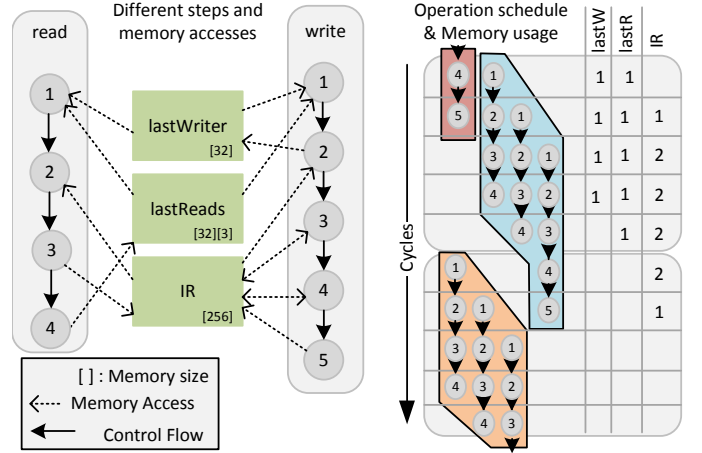 read
Different steps and
memory accesses
write
1
2
3
4
lastWriter
[32]
lastReads
[32][3]
IR
[256]
1
2
3
4
5
[ ] : Memory size
Memory Access
Control Flow
Operation schedule
& Memory usage
lastW
lastR
IR
Cycles
4 1 1 1
5 2 1 1 1 1
3 2 1 1 1 2
4 3 2 1 1 2
4 3 1 2
1 4 2
2 1 5 1
3 2 1
4 3 2
4 3